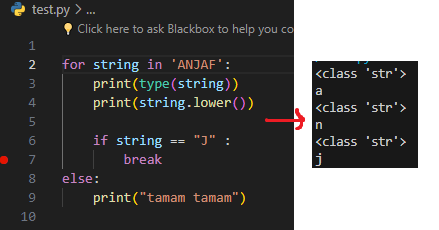 test.py > ...
Click here to ask Blackbox to help you co
1
2 for string in 'ANJAF':
3 print(type(string))
4 print(string.lower())
5
6 if string == "J" :
7 break
8 else:
9 print("tamam tamam")
10
<class 'str'>
a
<class 'str'>
n
<class 'str'>
j